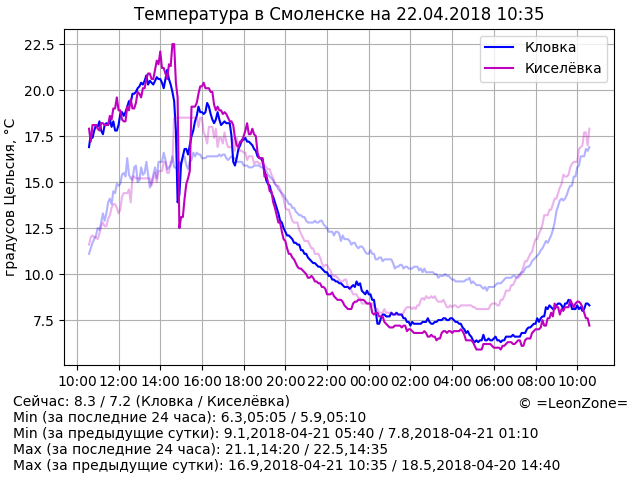 Температура в Смоленске на 22.04.2018 10:35
Кловка
Киселёвка
градусов Цельсия, °C
22.5
20.0
17.5
15.0
12.5
10.0
7.5
10:00 12:00 14:00 16:00 18:00 20:00 22:00 00:00 02:00 04:00 06:00 08:00 10:00
Сейчас: 8.3 / 7.2 (Кловка / Киселёвка)
© =LeonZone=
Min (за последние 24 часа): 6.3,05:05 / 5.9,05:10
Min (за предыдущие сутки): 9.1,2018-04-21 05:40 / 7.8,2018-04-21 01:10
Max (за последние 24 часа): 21.1,14:20 / 22.5,14:35
Max (за предыдущие сутки): 16.9,2018-04-21 10:35 / 18.5,2018-04-20 14:40